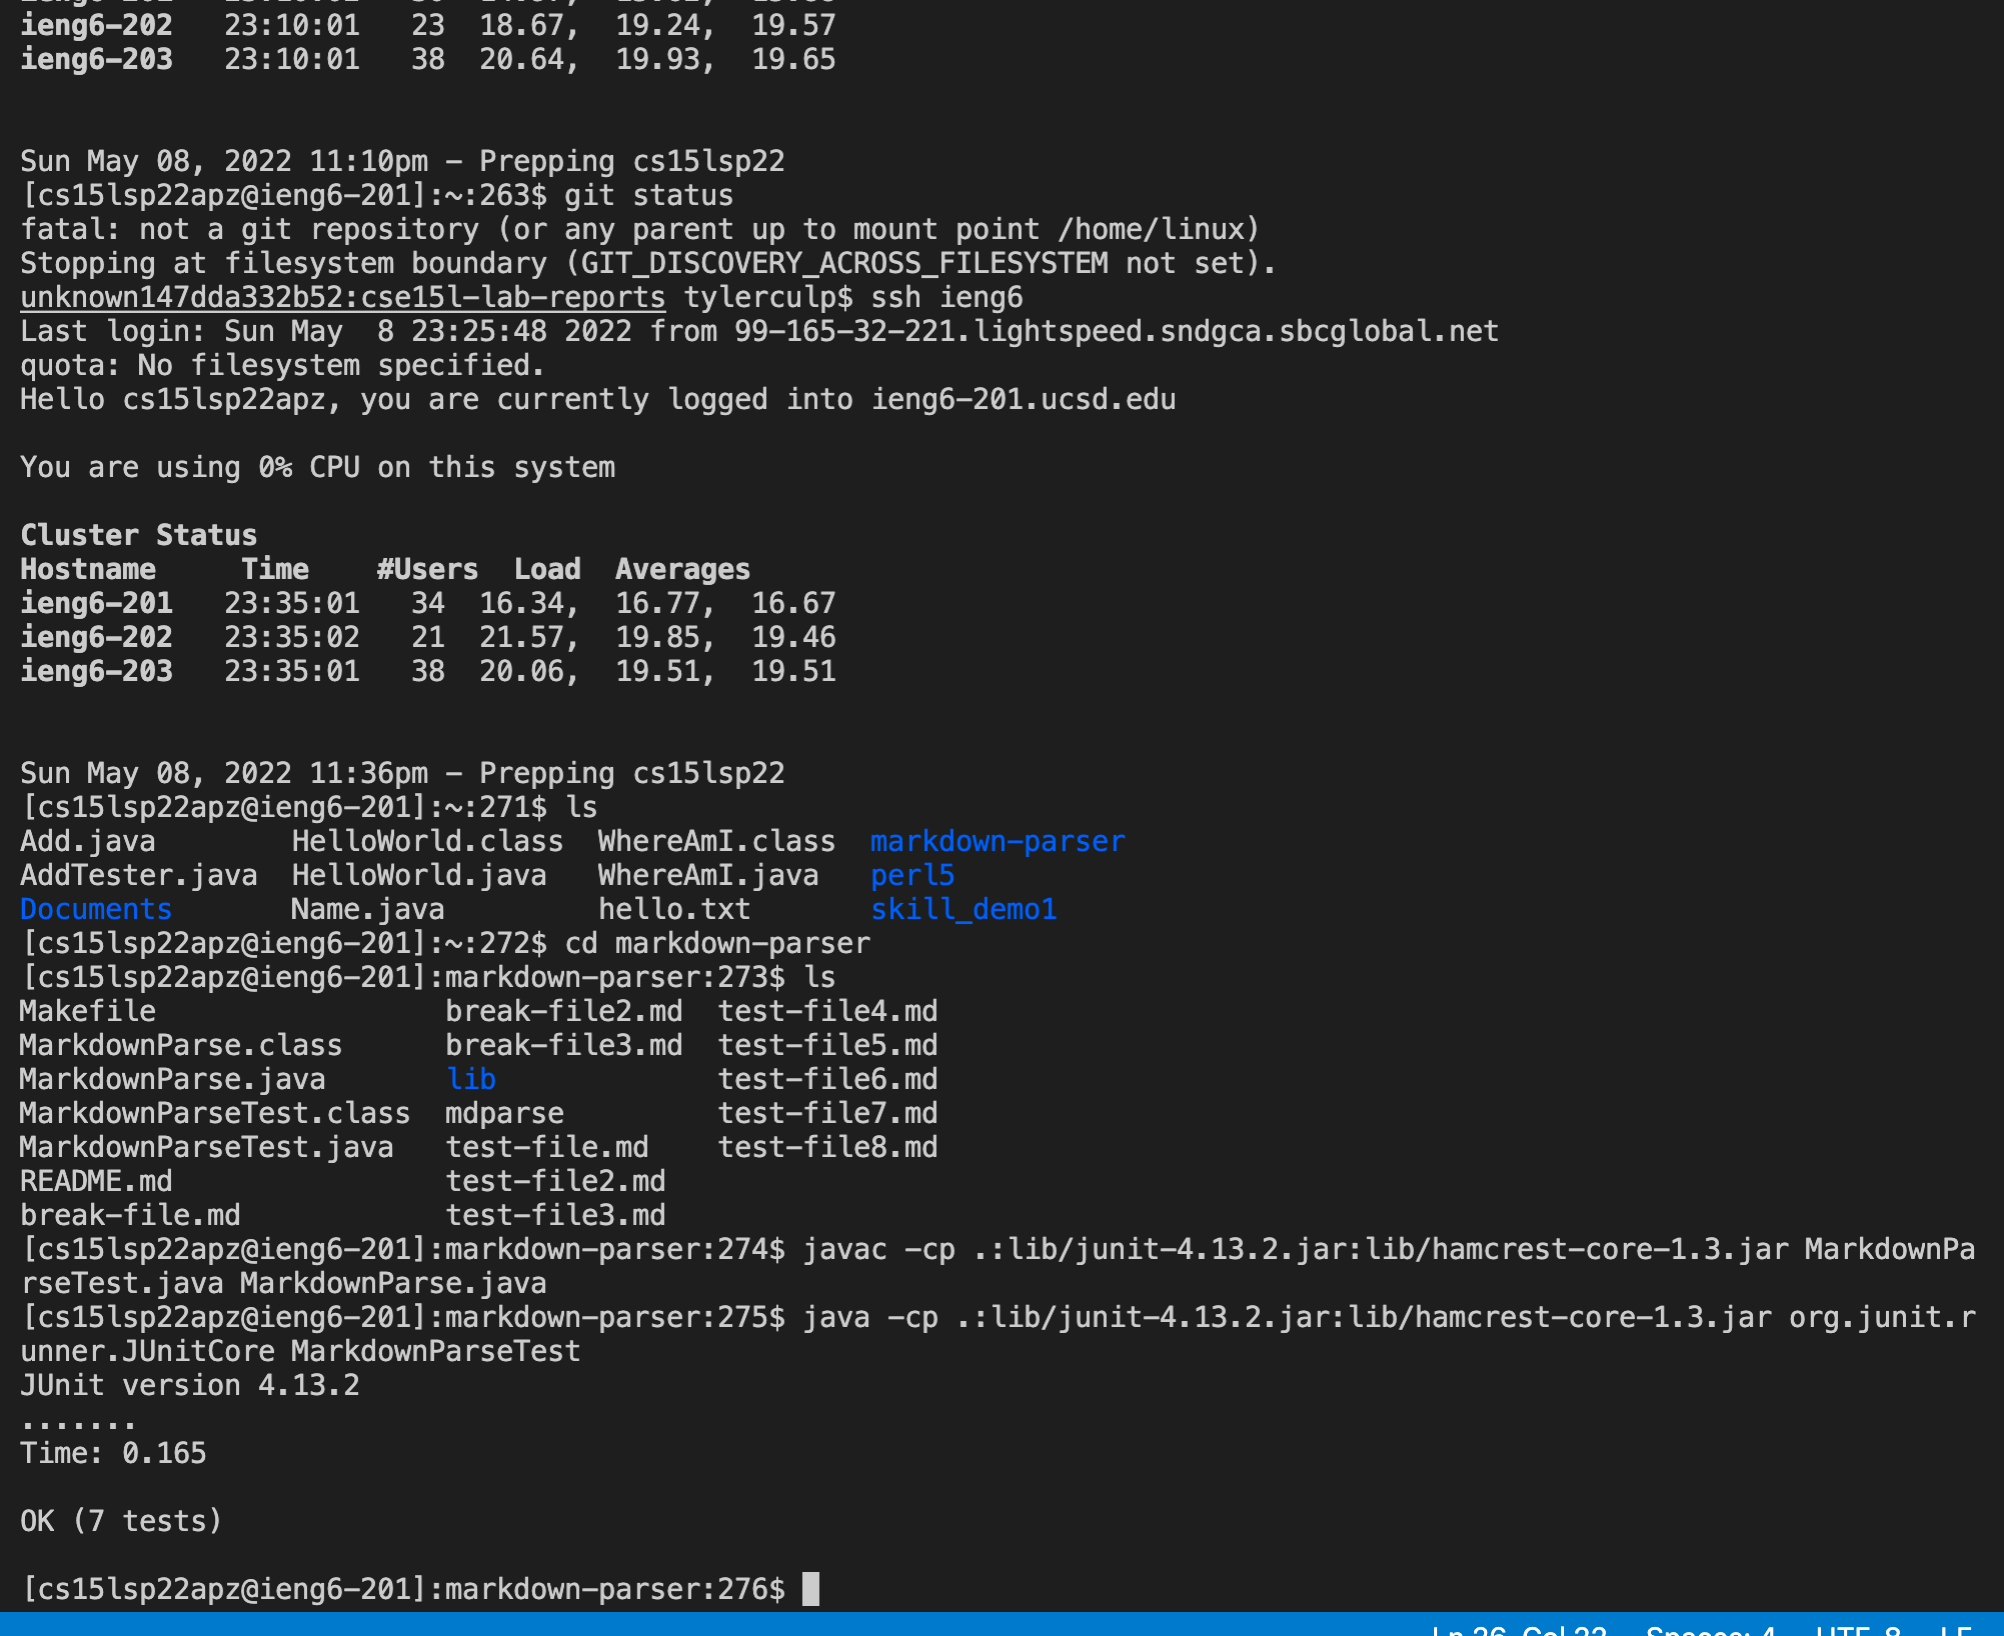 ieng6-202   23:10:01   23  18.67,  19.24,  19.57
ieng6-203   23:10:01   38  20.64,  19.93,  19.65
Sun May 08, 2022 11:10pm - Prepping cs15lsp22
[cs15lsp22apz@ieng6-201]:~:263$ git status
fatal: not a git repository (or any parent up to mount point /home/linux)
Stopping at filesystem boundary (GIT_DISCOVERY_ACROSS_FILESYSTEM not set).
unknown147dda332b52:cse15l-lab-reports tylerculp$ ssh ieng6
Last login: Sun May  8 23:25:48 2022 from 99-165-32-221.lightspeed.sndgca.sbcglobal.net
quota: No filesystem specified.
Hello cs15lsp22apz, you are currently logged into ieng6-201.ucsd.edu
You are using 0% CPU on this system
Cluster Status
Hostname     Time    #Users  Load  Averages
ieng6-201   23:35:01   34  16.34,  16.77,  16.67
ieng6-202   23:35:02   21  21.57,  19.85,  19.46
ieng6-203   23:35:01   38  20.06,  19.51,  19.51
Sun May 08, 2022 11:36pm - Prepping cs15lsp22
[cs15lsp22apz@ieng6-201]:~:271$ ls
Add.java        HelloWorld.class  WhereAmI.class  markdown-parser
AddTester.java  HelloWorld.java   WhereAmI.java   perl5
Documents       Name.java         hello.txt       skill_demo1
[cs15lsp22apz@ieng6-201]:~:272$ cd markdown-parser
[cs15lsp22apz@ieng6-201]:markdown-parser:273$ ls
Makefile                 break-file2.md  test-file4.md
MarkdownParse.class      break-file3.md  test-file5.md
MarkdownParse.java       lib             test-file6.md
MarkdownParseTest.class  mdparse         test-file7.md
MarkdownParseTest.java   test-file.md    test-file8.md
README.md                test-file2.md
break-file.md            test-file3.md
[cs15lsp22apz@ieng6-201]:markdown-parser:274$ javac -cp .:lib/junit-4.13.2.jar:lib/hamcrest-core-1.3.jar MarkdownPa
rseTest.java MarkdownParse.java
[cs15lsp22apz@ieng6-201]:markdown-parser:275$ java -cp .:lib/junit-4.13.2.jar:lib/hamcrest-core-1.3.jar org.junit.r
unner.JUnitCore MarkdownParseTest
JUnit version 4.13.2
.......
Time: 0.165
OK (7 tests)
[cs15lsp22apz@ieng6-201]:markdown-parser:276$
Ln 26, Col 22   Spaces: 4   UTF-8   LF